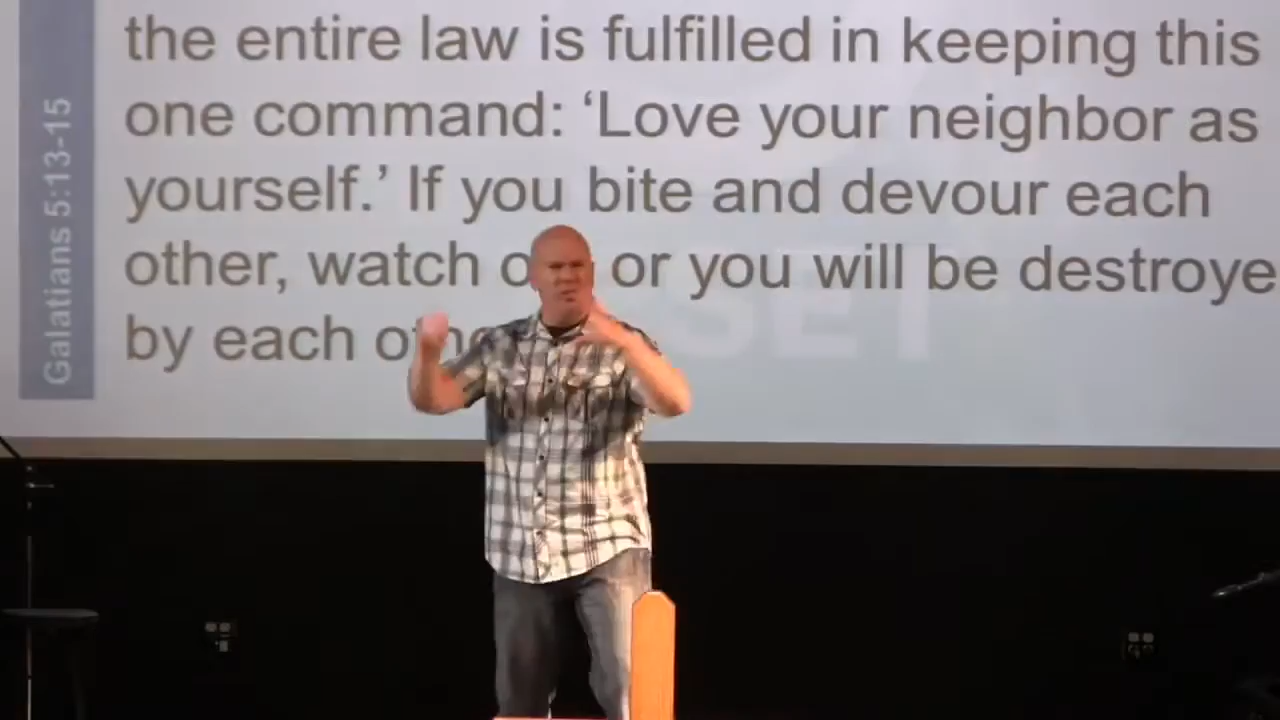 the entire law is fulfilled in keeping this
one command: ‘Love your neighbor as
yourself.’ If you bite and devour each
other, watch or you will be
by each
Galatians 5:13-15
SET